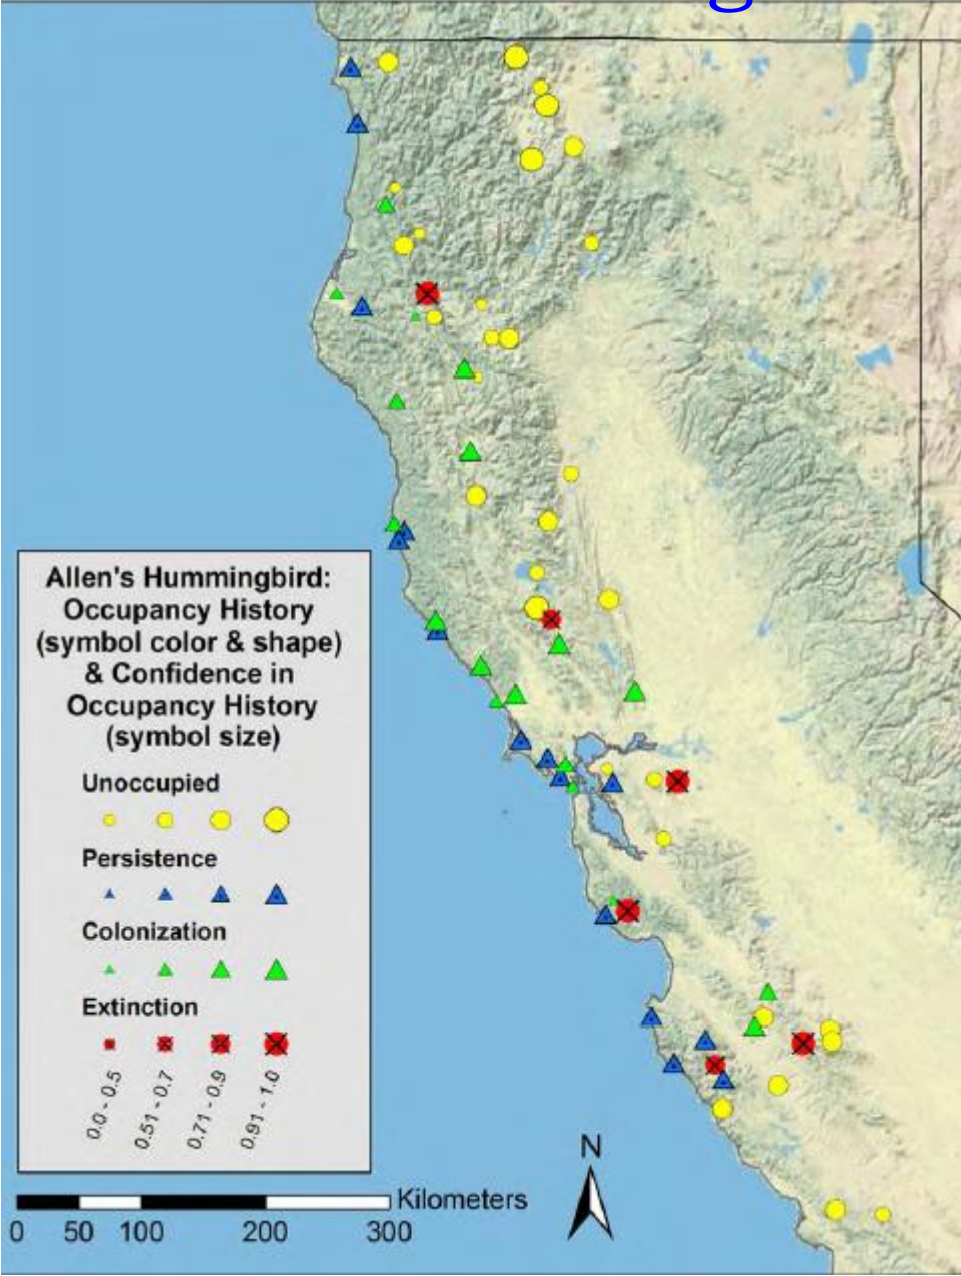 g
Allen's Hummingbird:
Occupancy History
(symbol color & shape)
& Confidence in
Occupancy History
(symbol size)
Unoccupied
Persistence
Colonization
Extinction
0.0 - 0.5
0.51 - 0.7
0.71 - 0.9
0.91 - 1.0
N
Kilometers
0 50 100 200 300